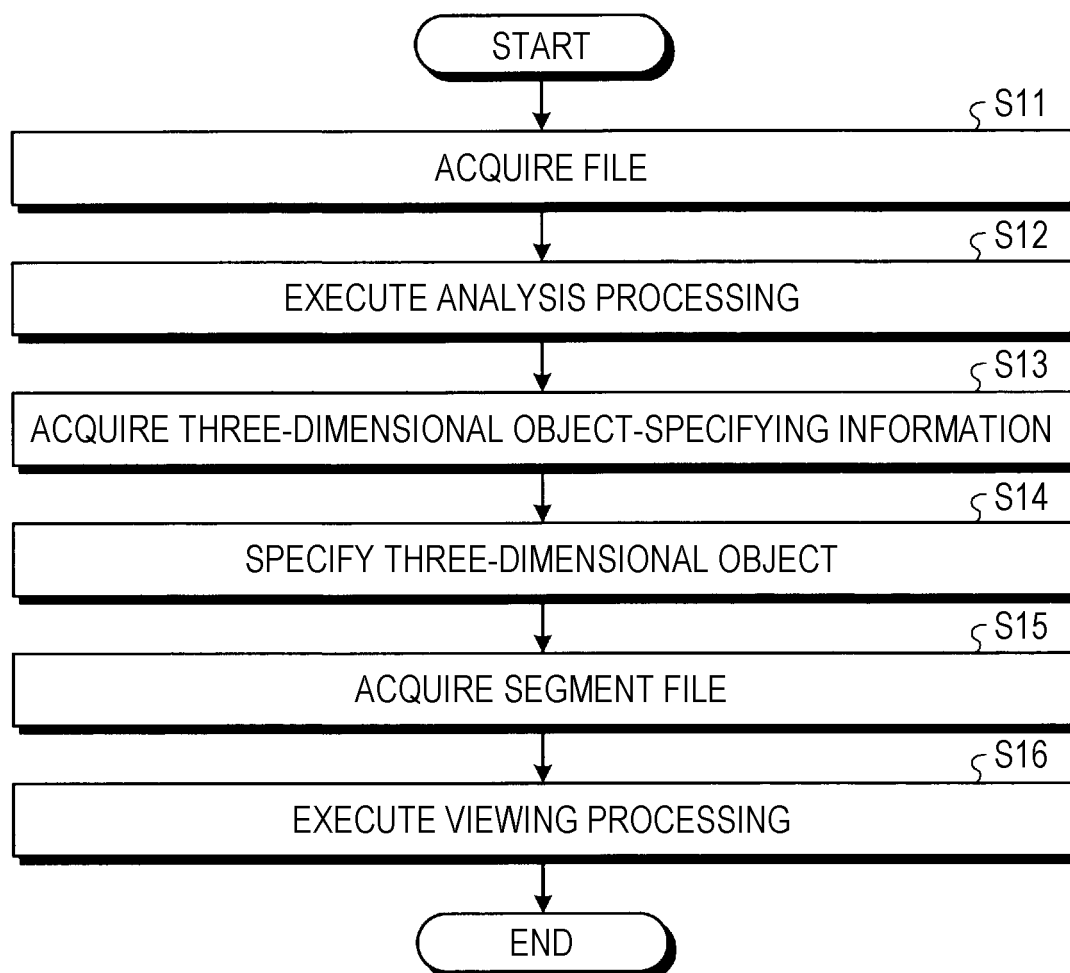 START
S11
ACQUIRE FILE
S12
EXECUTE ANALYSIS PROCESSING
S13
ACQUIRE THREE-DIMENSIONAL OBJECT-SPECIFYING INFORMATION
S14
SPECIFY THREE-DIMENSIONAL OBJECT
S15
ACQUIRE SEGMENT FILE
S16
EXECUTE VIEWING PROCESSING
END